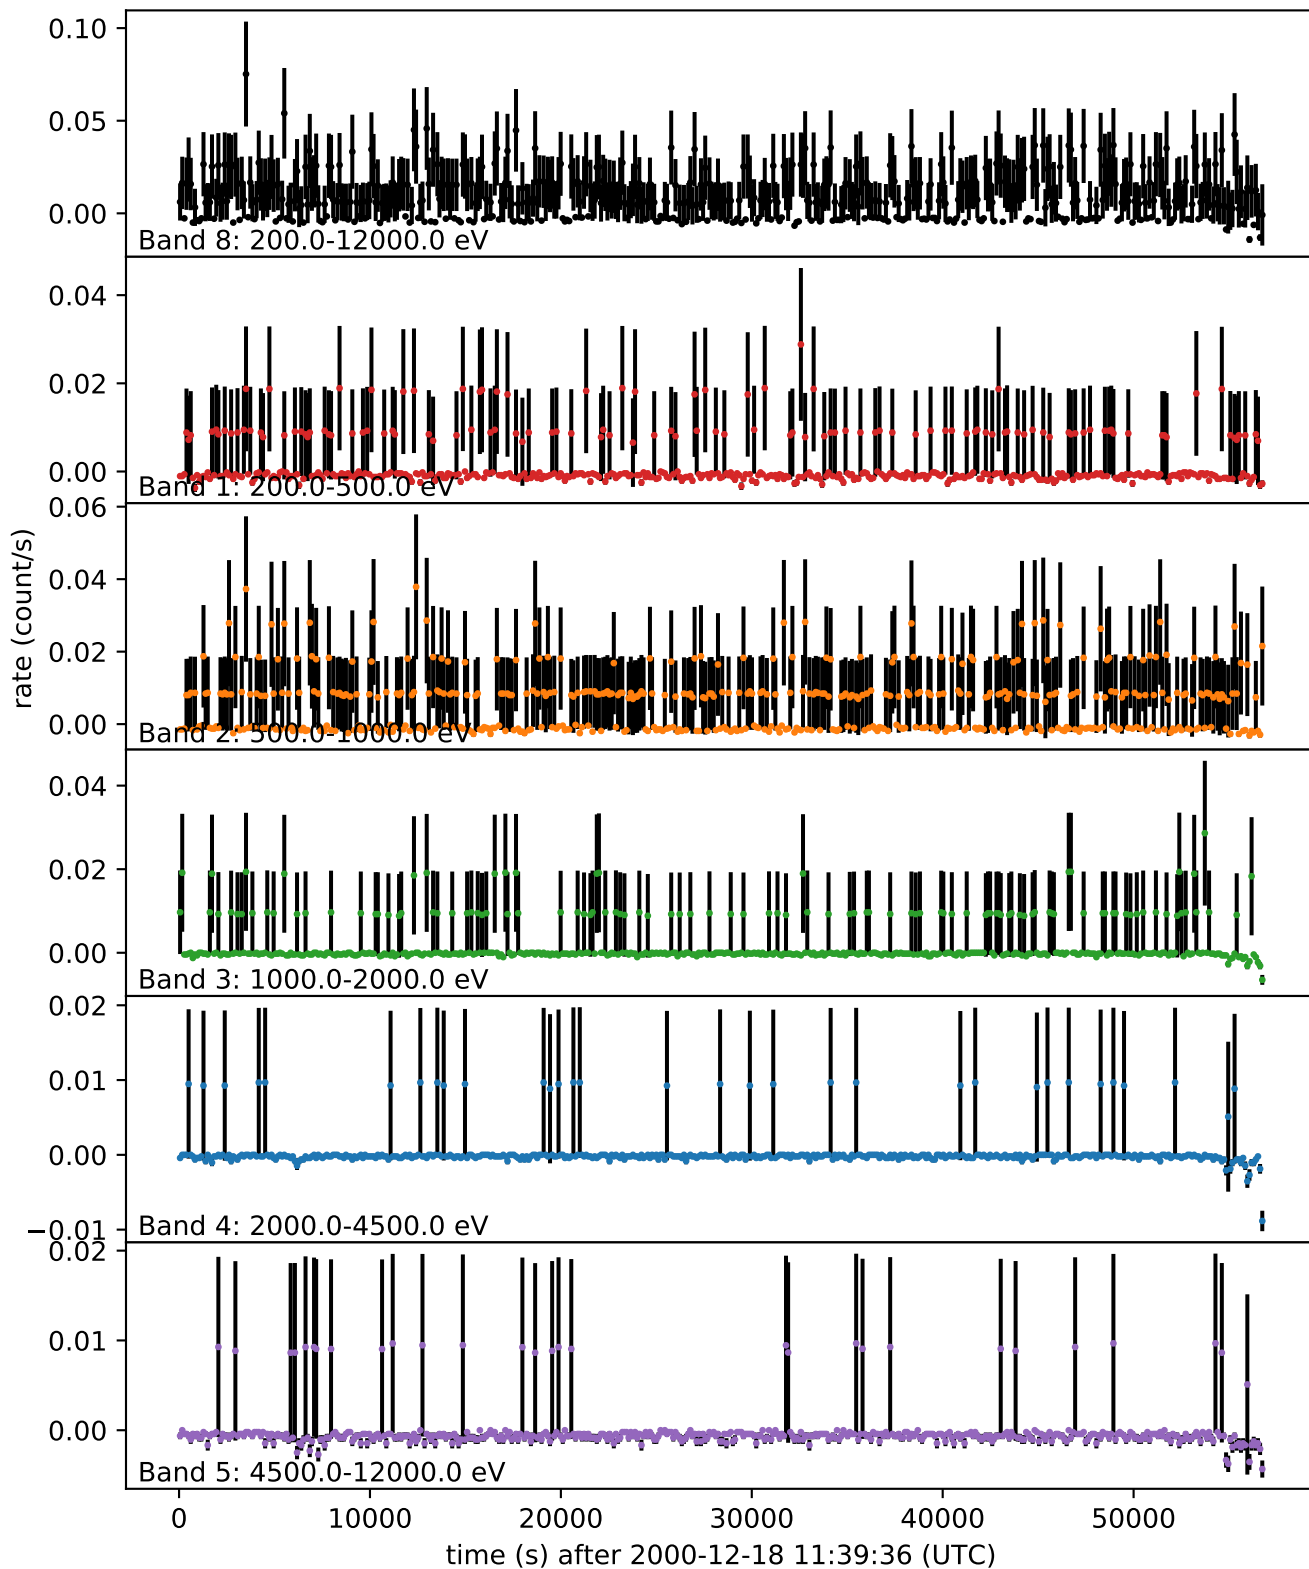 0.10
0.05
0.00
Band 8: 200.0-12000.0 eV
0.04
0.02
0.00
Band 1: 200.0-500.0 eV
0.06
0.04
0.02
0.00
Band 2: 500.0-1000.0 eV
rate (count/s)
0.04
0.02
0.00
Band 3: 1000.0-2000.0 eV
0.02
0.01
0.00
−0.01
Band 4: 2000.0-4500.0 eV
0.02
0.01
0.00
Band 5: 4500.0-12000.0 eV
0 10000 20000 30000 40000 50000
time (s) after 2000-12-18 11:39:36 (UTC)